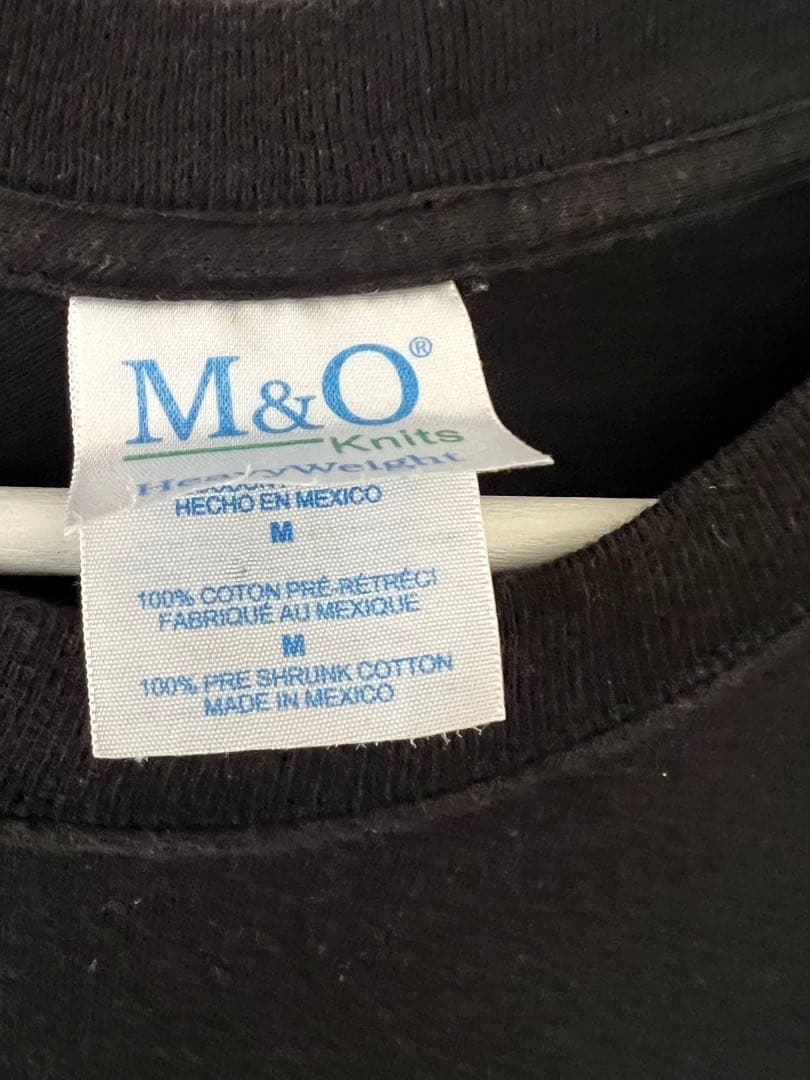 M&O®
Knits
HeavyWeight
HECHO EN MEXICO
M
100% COTON PRÉ-RÉTRÉCI
FABRIQUÉ AU MEXIQUE
M
100% PRE SHRUNK COTTON
MADE IN MEXICO